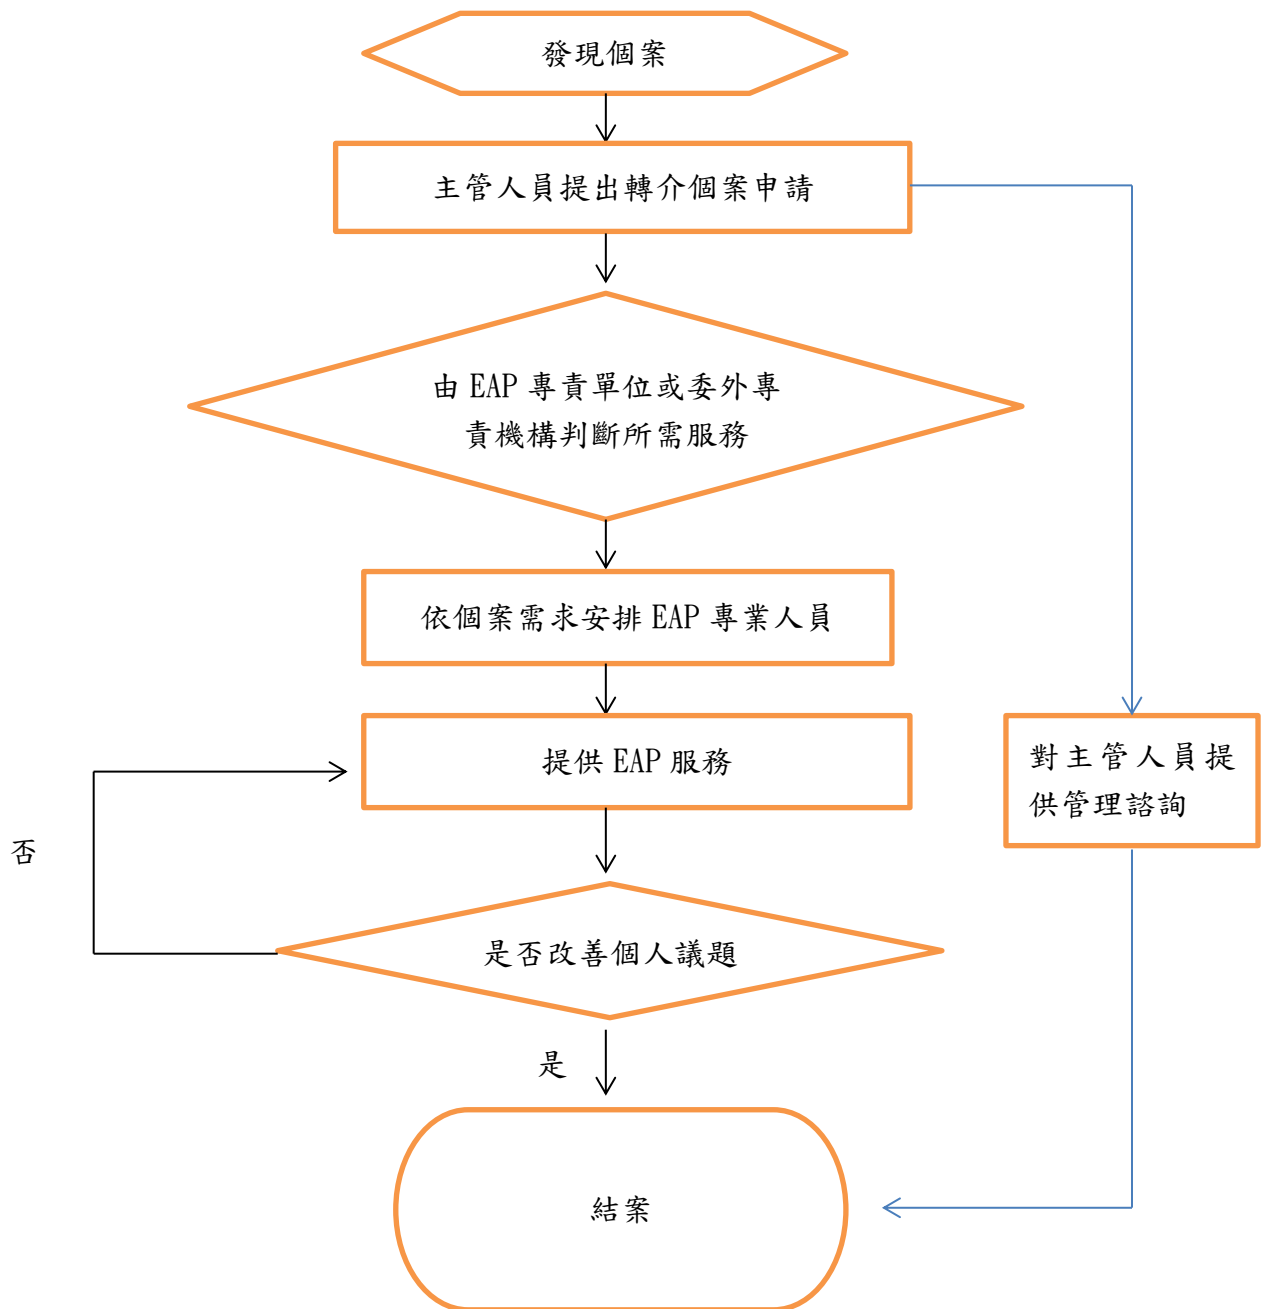 發現個案
主管人員提出轉介個案申請
由 EAP 專責單位或委外專
責機構判斷所需服務
依個案需求安排 EAP 專業人員
提供 EAP 服務
對主管人員提
供管理諮詢
否
是否改善個人議題
是
結案